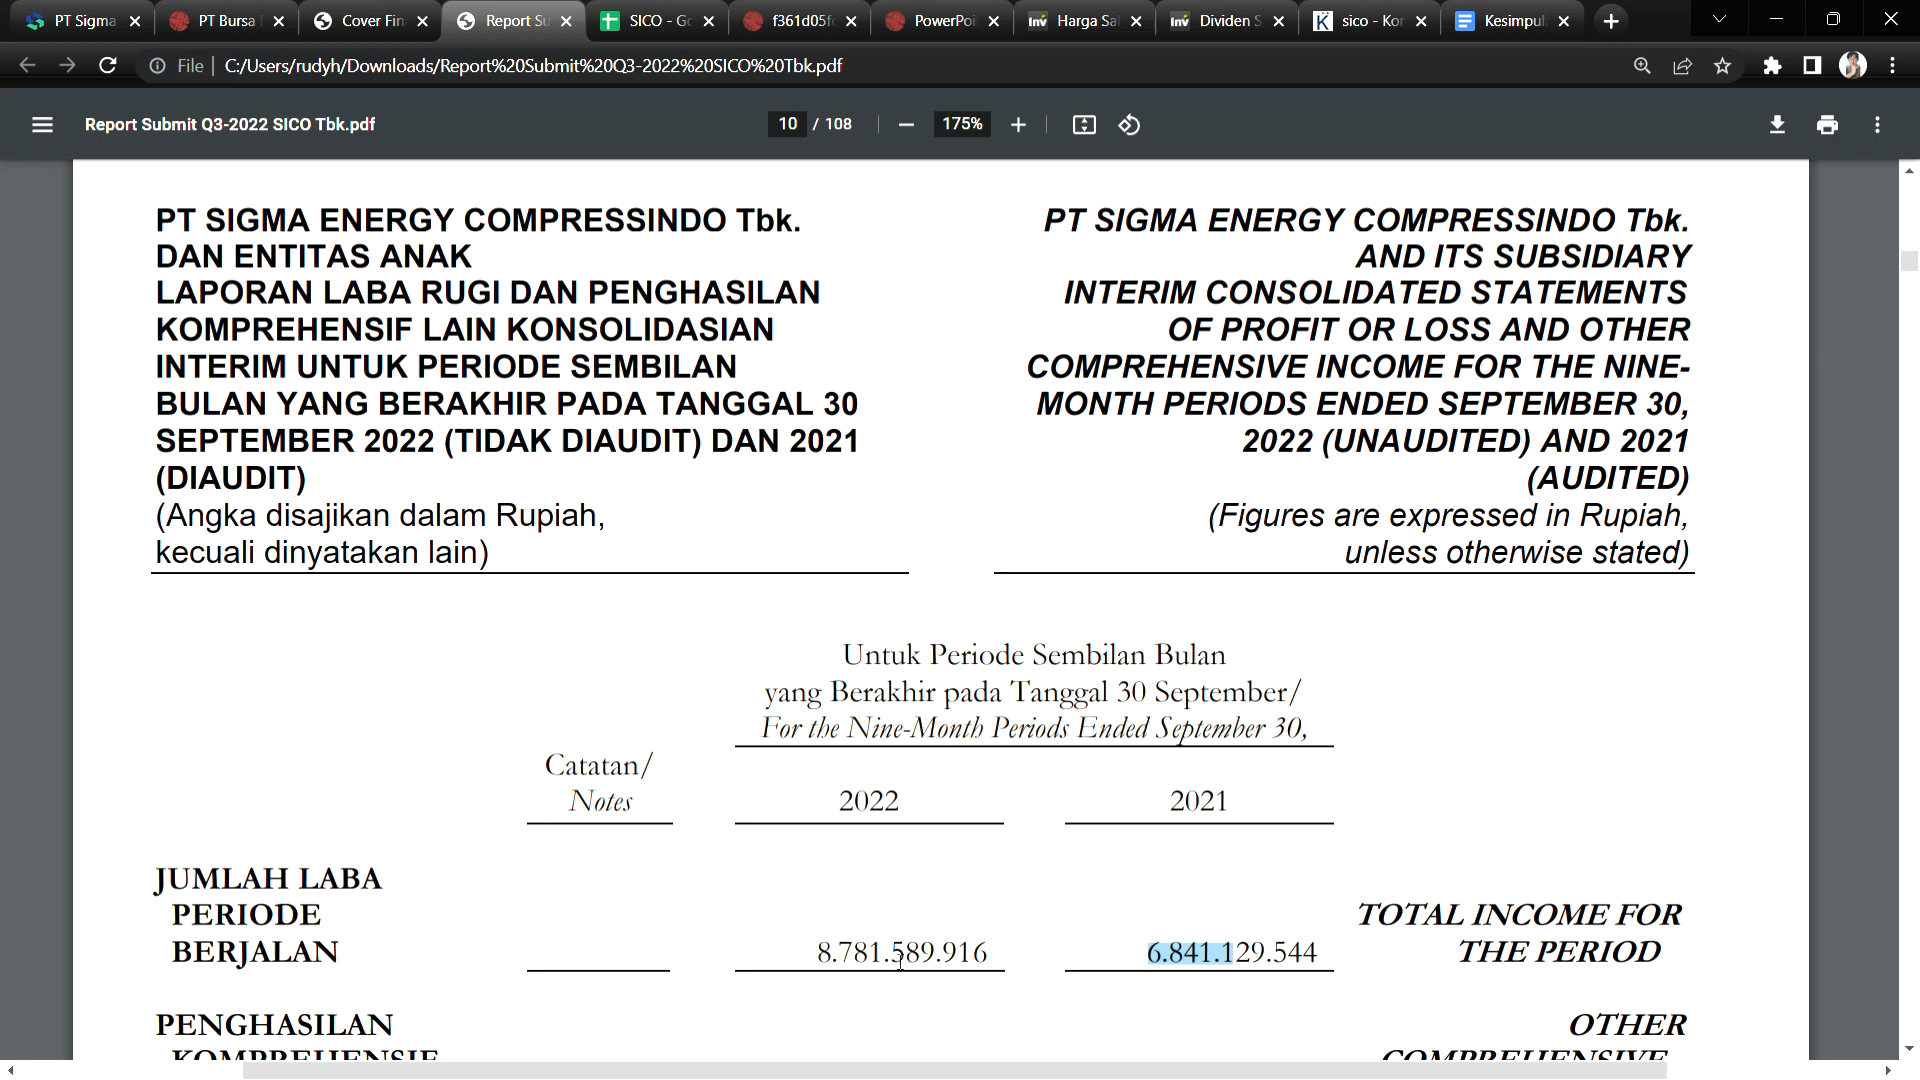 PT Sigma
PT Bursa
Cover Fin
Report Su
SICO - Go
f361d05f
PowerPoi
Harga Sa
Dividen S
sico - Kor
Kesimpul
File | C:/Users/rudyh/Downloads/Report%20Submit%20Q3-2022%20SICO%20Tbk.pdf
Report Submit Q3-2022 SICO Tbk.pdf
10 / 108
175%
PT SIGMA ENERGY COMPRESSINDO Tbk.
DAN ENTITAS ANAK
LAPORAN LABA RUGI DAN PENGHASILAN
KOMPREHENSIF LAIN KONSOLIDASIAN
INTERIM UNTUK PERIODE SEMBILAN
BULAN YANG BERAKHIR PADA TANGGAL 30
SEPTEMBER 2022 (TIDAK DIAUDIT) DAN 2021
(DIAUDIT)
(Angka disajikan dalam Rupiah,
kecuali dinyatakan lain)
PT SIGMA ENERGY COMPRESSINDO Tbk.
AND ITS SUBSIDIARY
INTERIM CONSOLIDATED STATEMENTS
OF PROFIT OR LOSS AND OTHER
COMPREHENSIVE INCOME FOR THE NINE-
MONTH PERIODS ENDED SEPTEMBER 30,
2022 (UNAUDITED) AND 2021
(AUDITED)
(Figures are expressed in Rupiah,
unless otherwise stated)
Untuk Periode Sembilan Bulan
yang Berakhir pada Tanggal 30 September/
For the Nine-Month Periods Ended September 30,
Catatan/
Notes
2022
2021
JUMLAH LABA
PERIODE
BERJALAN
8.781.589.916
6.841.129.544
TOTAL INCOME FOR
THE PERIOD
PENGHASILAN
KOMPREHENSIF
OTHER
COMPREHENSIVE